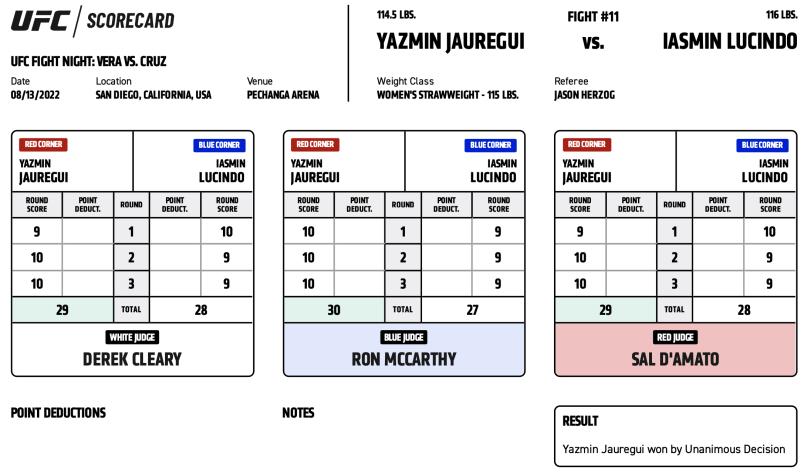 UFC / SCORECARD
UFC FIGHT NIGHT: VERA VS. CRUZ
Date Location Venue
08/13/2022 SAN DIEGO, CALIFORNIA, USA PECHANGA ARENA
114.5 LBS. FIGHT #11 116 LBS.
YAZMIN JAUREGUI VS. IASMIN LUCINDO
Weight Class Referee
WOMEN'S STRAWWEIGHT - 115 LBS. JASON HERZOG
RED CORNER BLUE CORNER
YAZMIN IASMIN
JAUREGUI LUCINDO
ROUND SCORE POINT DEDUCT. ROUND POINT DEDUCT. ROUND SCORE
9 1 10
10 2 9
10 3 9
29 TOTAL 28
WHITE JUDGE
DEREK CLEARY
RED CORNER BLUE CORNER
YAZMIN IASMIN
JAUREGUI LUCINDO
ROUND SCORE POINT DEDUCT. ROUND POINT DEDUCT. ROUND SCORE
10 1 9
10 2 9
10 3 9
30 TOTAL 27
BLUE JUDGE
RON MCCARTHY
RED CORNER BLUE CORNER
YAZMIN IASMIN
JAUREGUI LUCINDO
ROUND SCORE POINT DEDUCT. ROUND POINT DEDUCT. ROUND SCORE
9 1 10
10 2 9
10 3 9
29 TOTAL 28
RED JUDGE
SAL D'AMATO
POINT DEDUCTIONS
NOTES
RESULT
Yazmin Jauregui won by Unanimous Decision